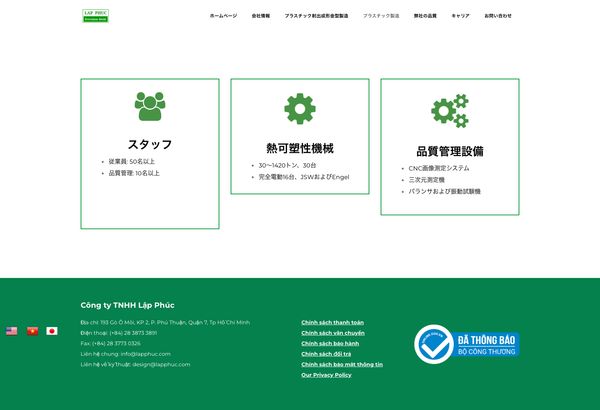 LAP PHUC
ホームページ
会社情報
プラスチック射出成形金型製造
プラスチック製造
弊社の品質
キャリア
お問い合わせ
スタッフ
従業員: 50名以上
品質管理: 10名以上
熱可塑性機械
30〜1420トン、30台
完全電動16台、JSWおよびEngel
品質管理設備
CNC画像測定システム
三次元測定機
バランサおよび振動試験機
Công ty TNHH Lập Phúc
Địa chỉ: 193 Gò Ô Môi, KP 2, P. Phú Thuận, Quận 7, Tp Hồ Chí Minh
Điện thoại: (+84) 28 3873 3891
Fax: (+84) 28 3773 0326
Liên hệ chung: info@lapphuc.com
Liên hệ kỹ thuật: design@lapphuc.com
Chính sách thanh toán
Chính sách vận chuyển
Chính sách bảo hành
Chính sách đổi trả
Chính sách bảo mật thông tin
Our Privacy Policy
ĐÃ THÔNG BÁO
BỘ CÔNG THƯƠNG